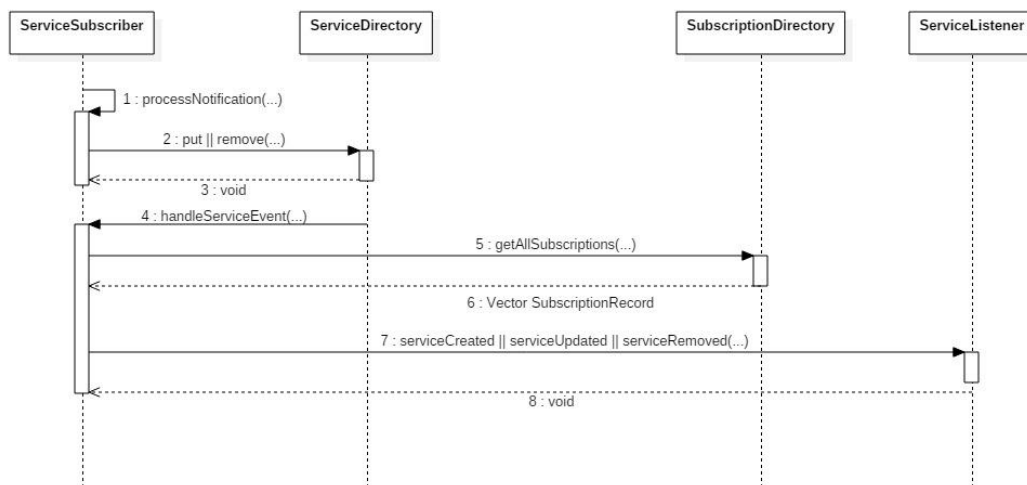 ServiceSubscriber
ServiceDirectory
SubscriptionDirectory
ServiceListener
1 : processNotification(...)
2 : put || remove(...)
3 : void
4 : handleServiceEvent(...)
5 : getAllSubscriptions(...)
6 : Vector SubscriptionRecord
7 : serviceCreated || serviceUpdated || serviceRemoved(...)
8 : void